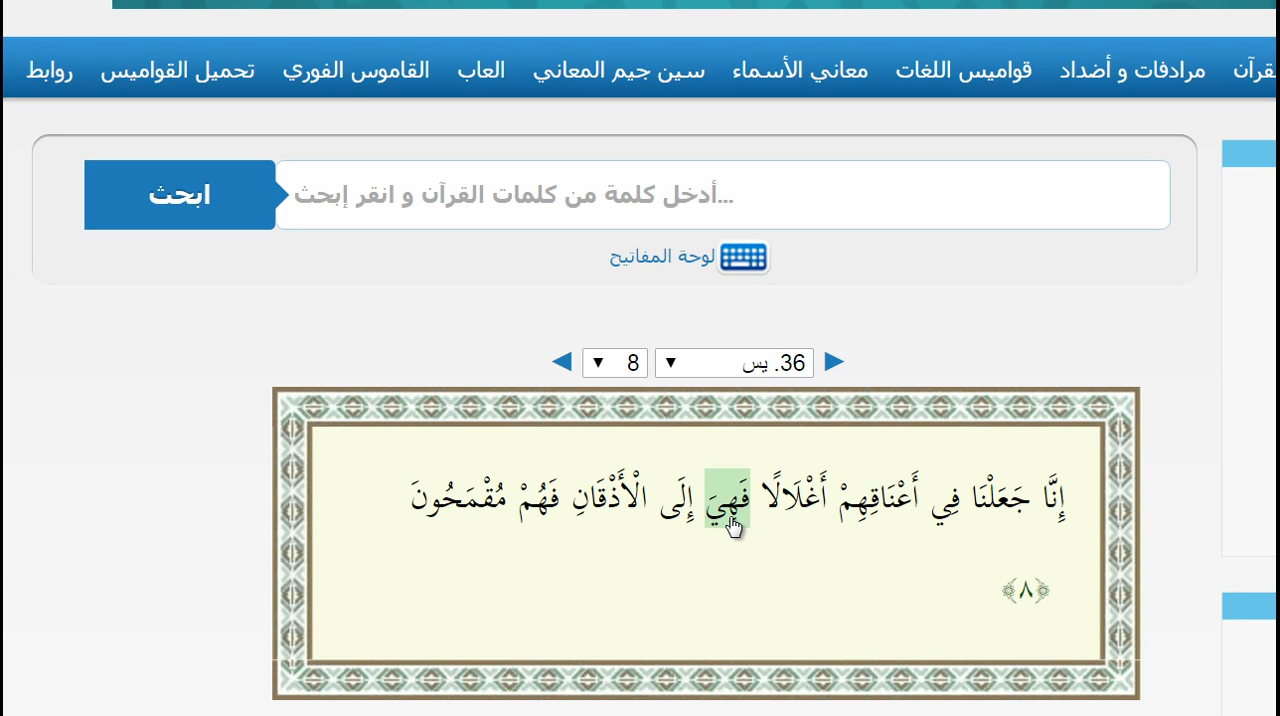 قرآن مرادفات و أضداد قواميس اللغات معاني الأسماء سين جيم المعاني العاب القاموس الفوري تحميل القواميس روابط
...أدخل كلمة من كلمات القرآن و انقر إبحث ابحث
لوحة المفاتيح
36. يس 8
إِنَّا جَعَلْنَا فِي أَعْنَاقِهِمْ أَغْلَالًا فَهِيَ إِلَى الْأَذْقَانِ فَهُمْ مُقْمَحُونَ
﴿٨﴾